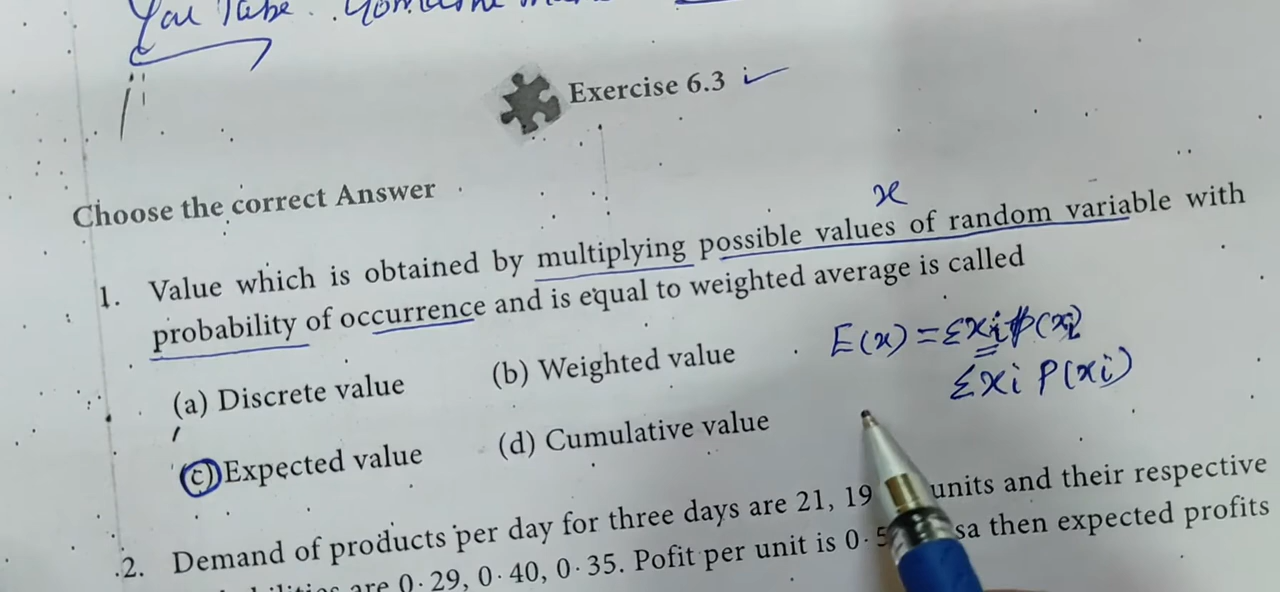 You Tube
Exercise 6.3
Choose the correct Answer
x
1. Value which is obtained by multiplying possible values of random variable with
probability of occurrence and is equal to weighted average is called
E(x) = Σxi p(xi)
Σxi P(xi)
(a) Discrete value (b) Weighted value
(c) Expected value (d) Cumulative value
2. Demand of products per day for three days are 21, 19 units and their respective
are 0·29, 0·40, 0·35. Pofit per unit is 0·5 then expected profits